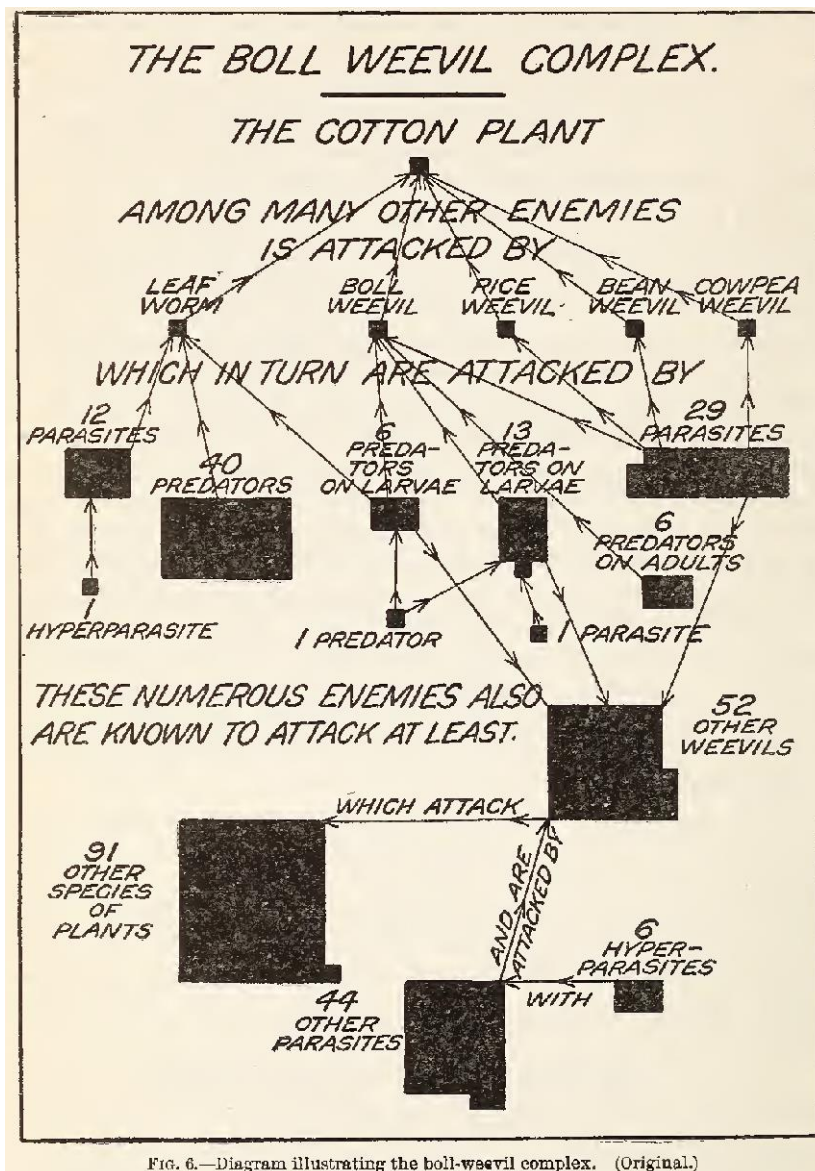 THE BOLL WEEVIL COMPLEX.
THE COTTON PLANT
AMONG MANY OTHER ENEMIES
IS ATTACKED BY
LEAF
WORM
BOLL
WEEVIL
RICE
WEEVIL
BEAN
WEEVIL
COWPEA
WEEVIL
WHICH IN TURN ARE ATTACKED BY
12
PARASITES
40
PREDATORS
6
PREDA-
TORS
ON LARVAE
13
PREDA-
TORS ON
LARVAE
29
PARASITES
6
PREDATORS
ON ADULTS
1
HYPERPARASITE
1 PREDATOR
1 PARASITE
THESE NUMEROUS ENEMIES ALSO
ARE KNOWN TO ATTACK AT LEAST.
52
OTHER
WEEVILS
WHICH ATTACK
91
OTHER
SPECIES
OF
PLANTS
AND ARE
ATTACKED BY
44
OTHER
PARASITES
WITH
6
HYPER-
PARASITES
FIG. 6.—Diagram illustrating the boll-weevil complex. (Original.)